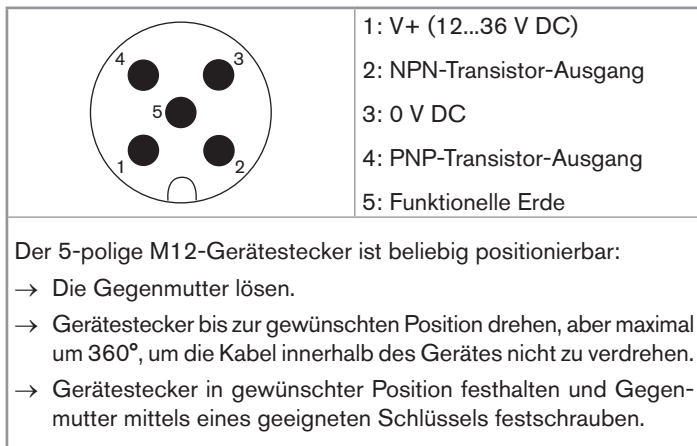 4
3
5
1
2
1: V+ (12...36 V DC)
2: NPN-Transistor-Ausgang
3: 0 V DC
4: PNP-Transistor-Ausgang
5: Funktionelle Erde
Der 5-polige M12-Gerätestecker ist beliebig positionierbar:
→ Die Gegenmutter lösen.
→ Gerätestecker bis zur gewünschten Position drehen, aber maximal
um 360°, um die Kabel innerhalb des Gerätes nicht zu verdrehen.
→ Gerätestecker in gewünschter Position festhalten und Gegen-
mutter mittels eines geeigneten Schlüssels festschrauben.